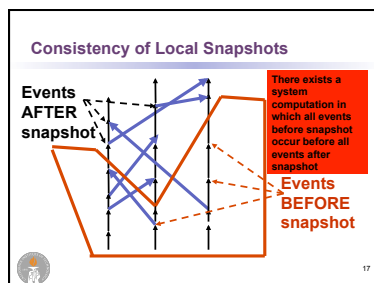 Consistency of Local Snapshots
Events
AFTER
snapshot
There exists a
system
computation in
which all events
before snapshot
occur before all
events after
snapshot
Events
BEFORE
snapshot
17